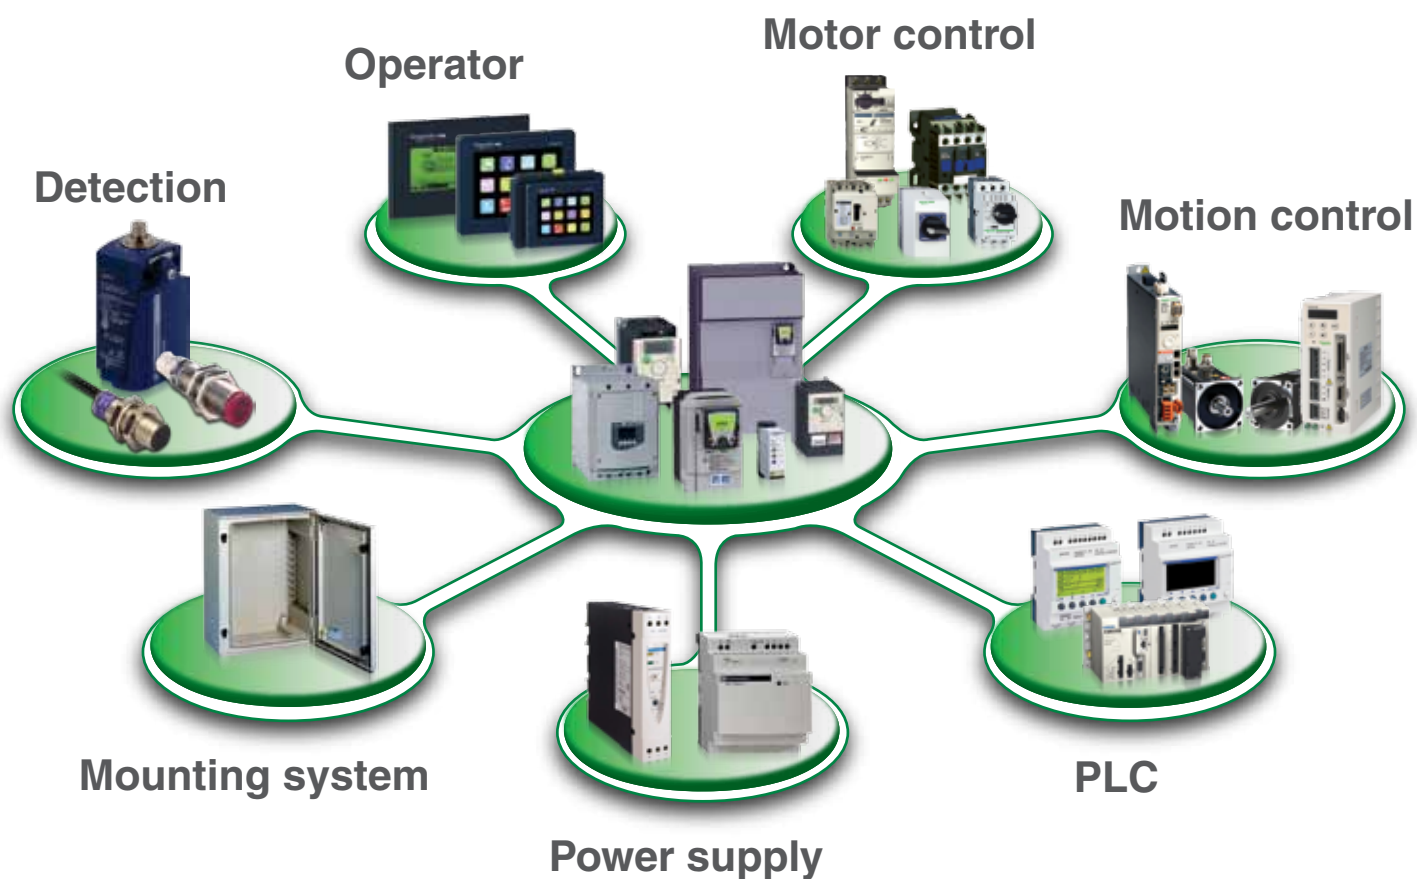 Motor control
Operator
Detection
Motion control
Mounting system
PLC
Power supply